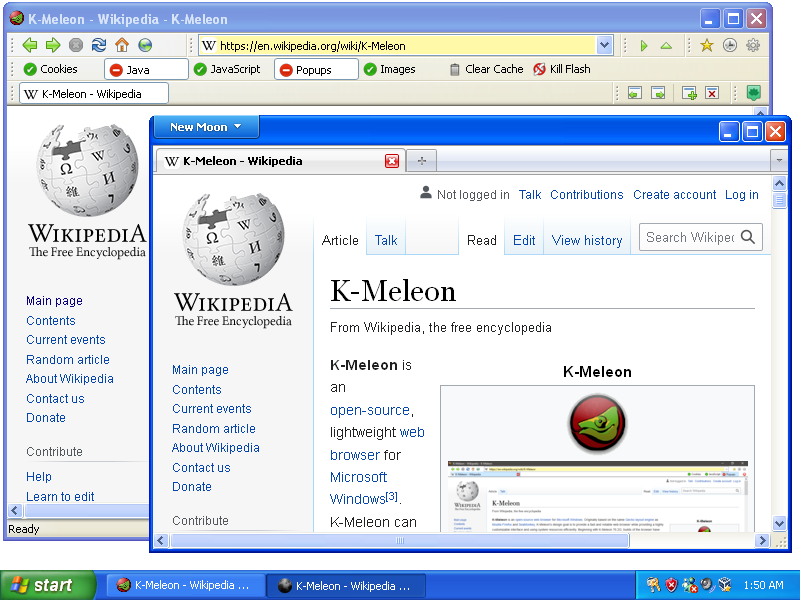 K-Meleon - Wikipedia - K-Meleon
W https://en.wikipedia.org/wiki/K-Meleon
Cookies Java JavaScript Popups Images Clear Cache Kill Flash
W K-Meleon - Wikipedia
WIKIPEDIA
The Free Encyclopedia
Main page
Contents
Current events
Random article
About Wikipedia
Contact us
Donate
Contribute
Help
Learn to edit
Ready
New Moon
W K-Meleon - Wikipedia
Not logged in Talk Contributions Create account Log in
WIKIPEDIA
The Free Encyclopedia
Article Talk Read Edit View history Search Wikipe
K-Meleon
From Wikipedia, the free encyclopedia
K-Meleon is
an
open-source,
lightweight web
browser for
Microsoft
Windows[3].
K-Meleon can
K-Meleon
Main page
Contents
Current events
Random article
About Wikipedia
Contact us
Donate
Contribute
start K-Meleon - Wikipedia ... K-Meleon - Wikipedia ... 1:50 AM